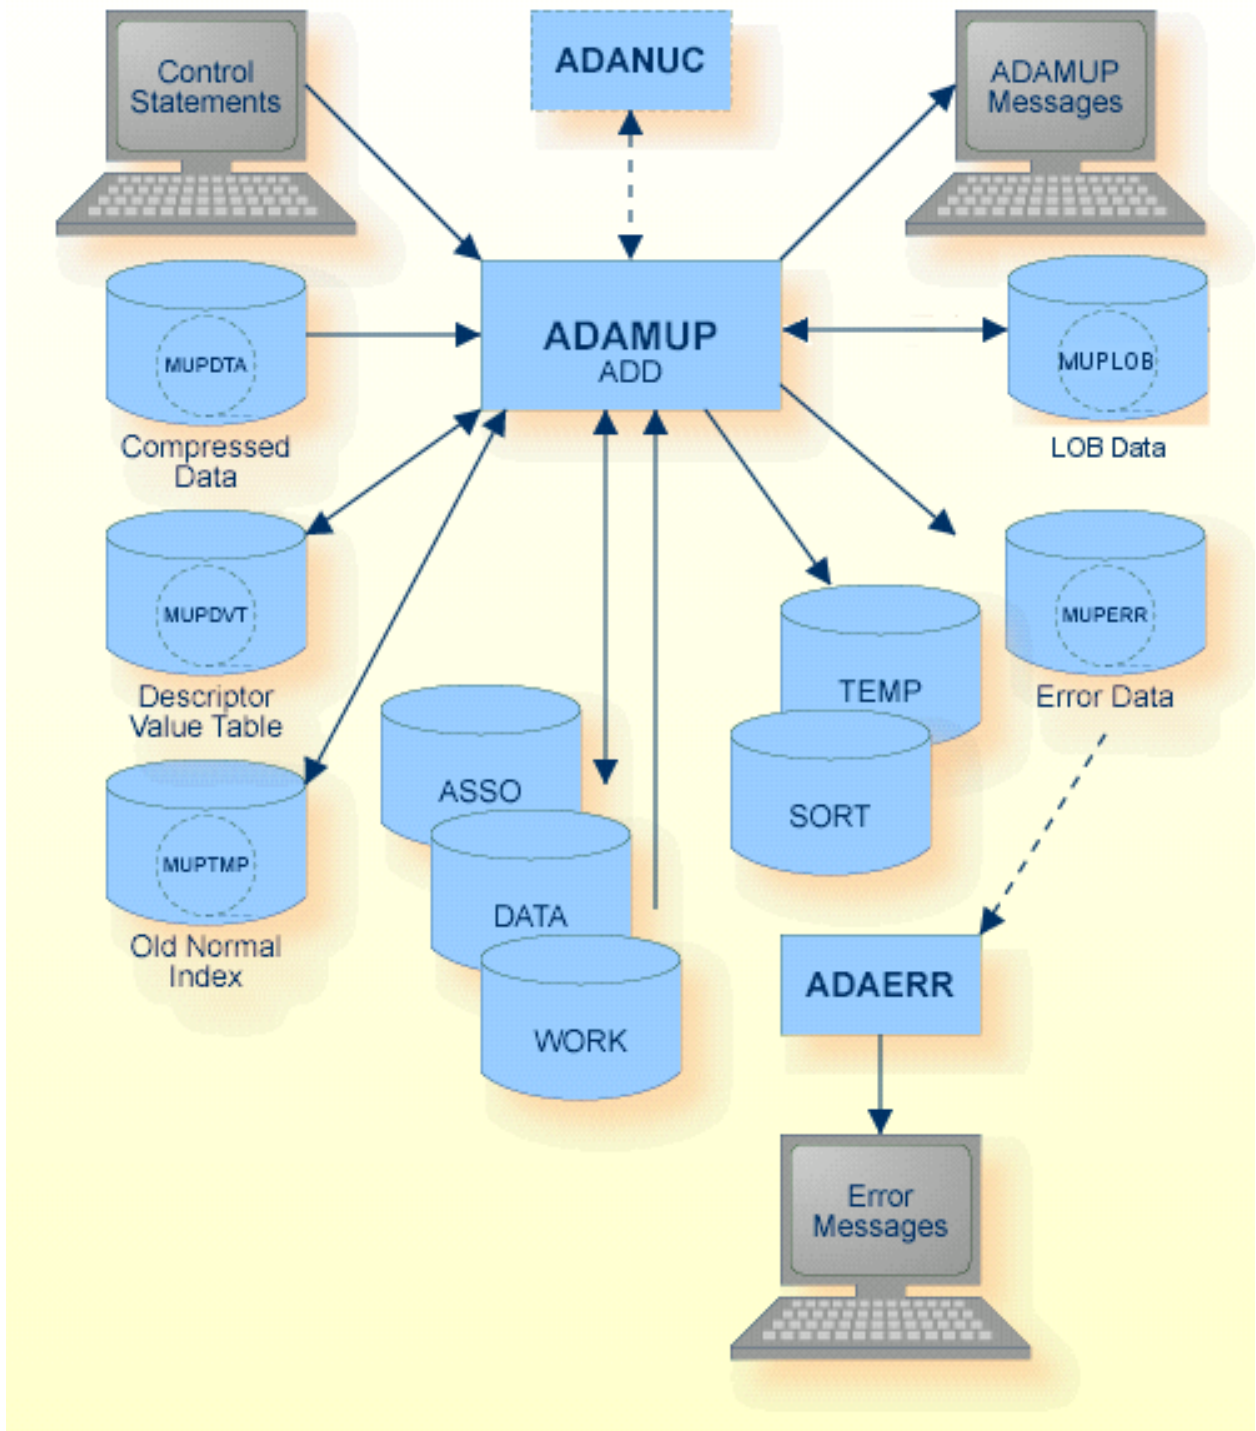 Control
Statements
ADANUC
ADAMUP
Messages
MUPDTA
Compressed
Data
ADAMUP
ADD
MUPLOB
LOB Data
MUPDVT
Descriptor
Value Table
MUPERR
Error Data
TEMP
SORT
ASSO
DATA
WORK
MUPTMP
Old Normal
Index
ADAERR
Error
Messages